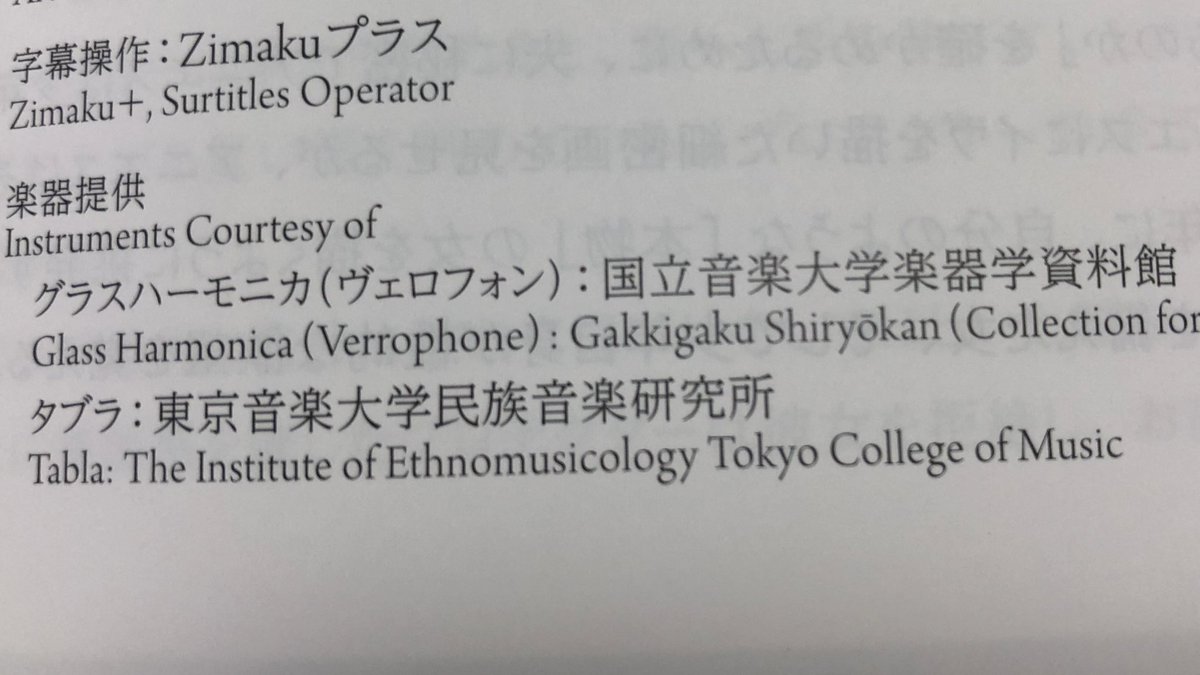 字幕操作：Zimakuプラス
Zimaku＋, Surtitles Operator
楽器提供
Instruments Courtesy of
グラスハーモニカ(ヴェロフォン)：国立音楽大学楽器学資料館
Glass Harmonica (Verrophone) : Gakkigaku Shiryōkan (Collection for
タブラ：東京音楽大学民族音楽研究所
Tabla: The Institute of Ethnomusicology Tokyo College of Music